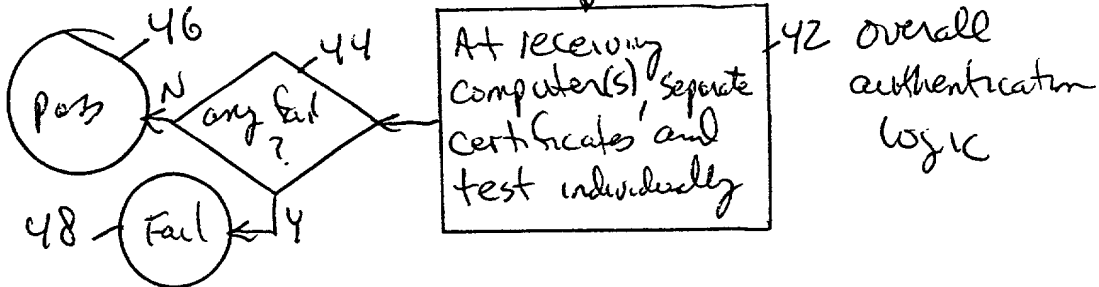 46
44
Pass
N
any fail
?
48
Fail
Y
At receiving
computer(s), separate
certificates and
test individually
42
overall
authentication
logic